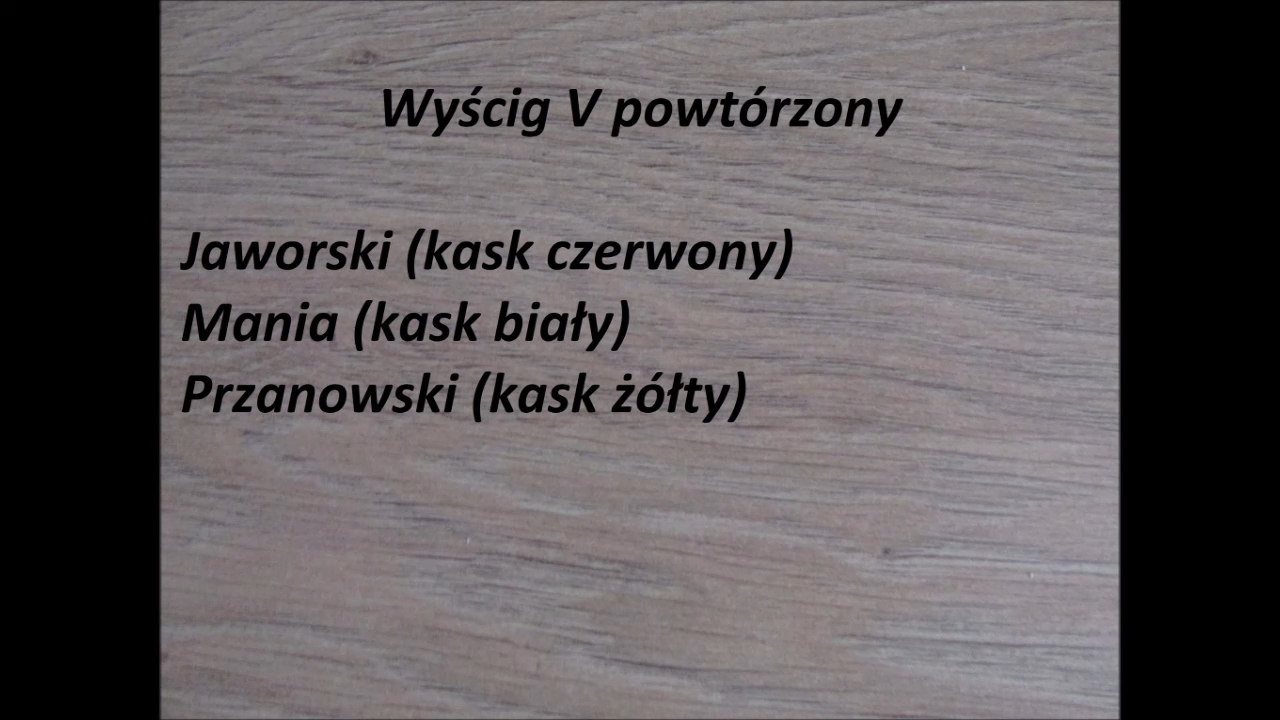 Wyścig V powtórzony
Jaworski (kask czerwony)
Mania (kask biały)
Przanowski (kask żółty)